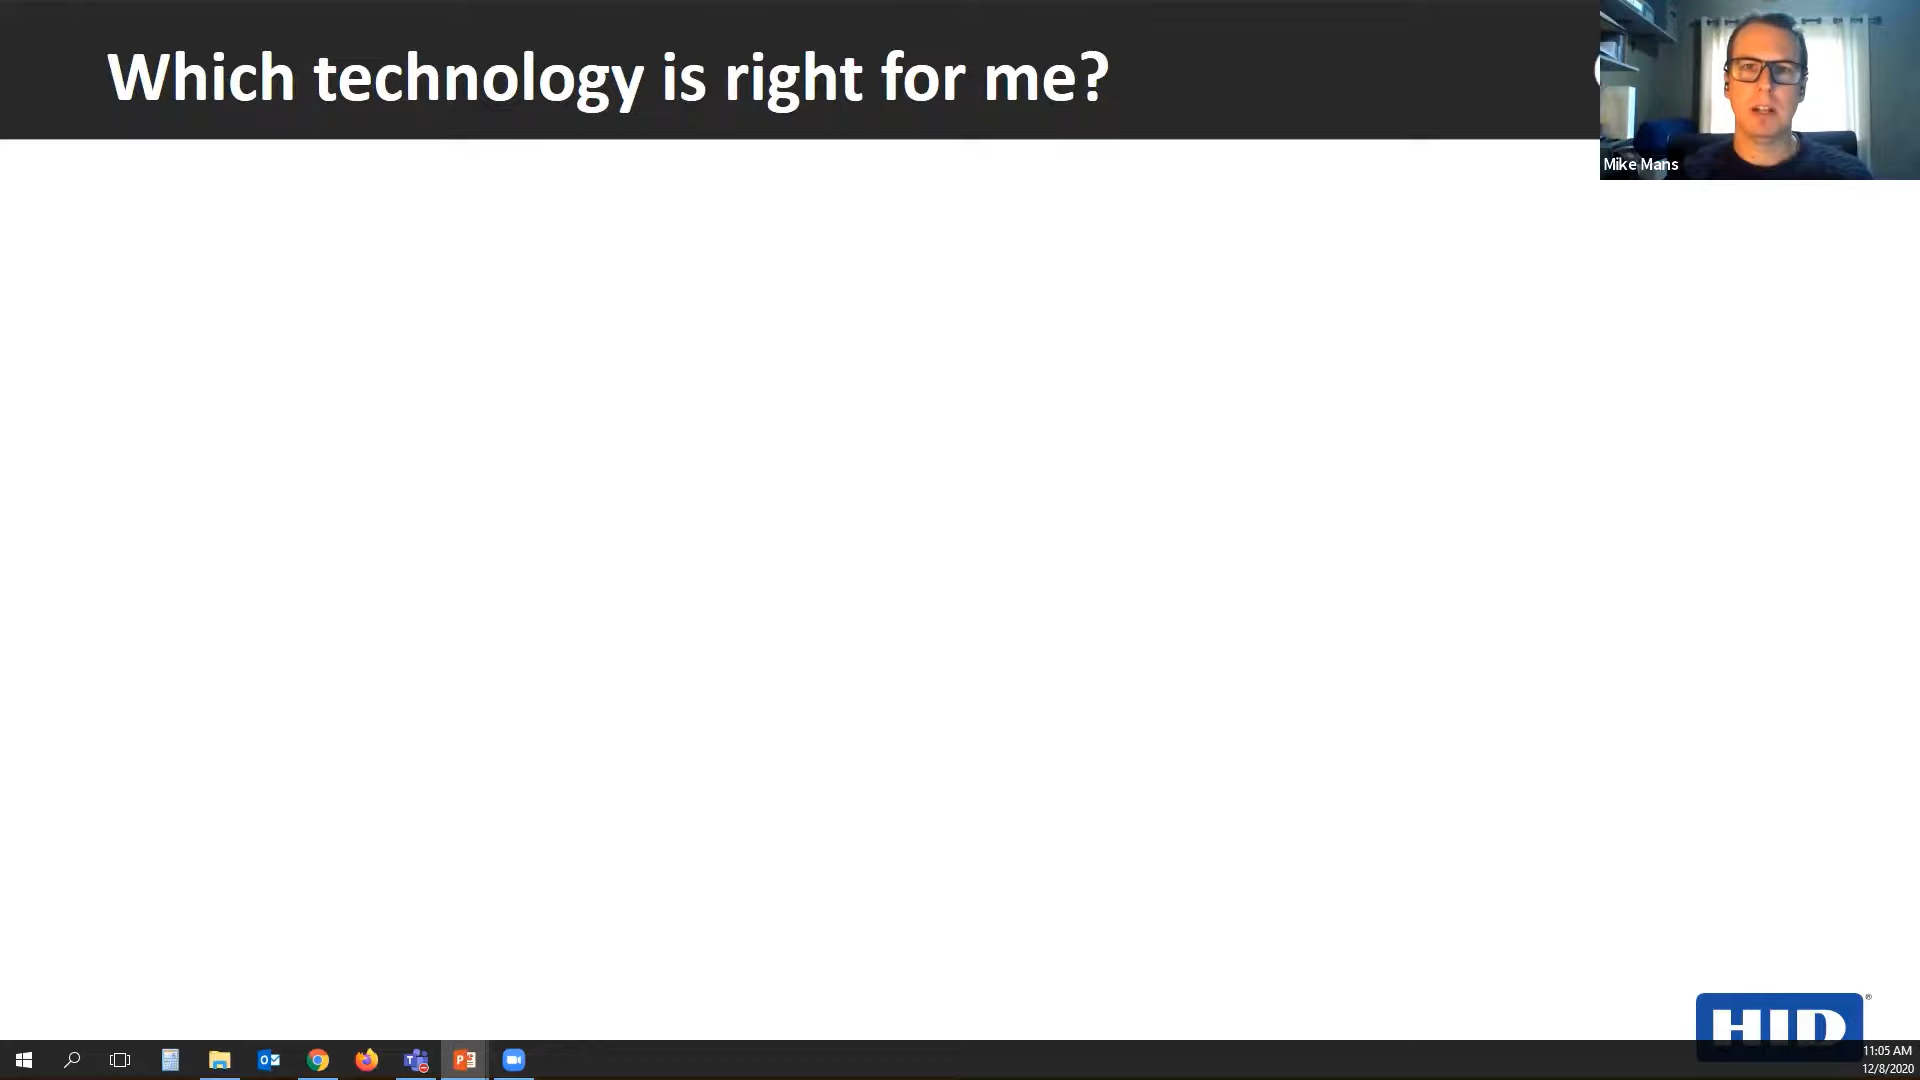 Which technology is right for me?
Mike Mans
HID®
11:05 AM
12/8/2020